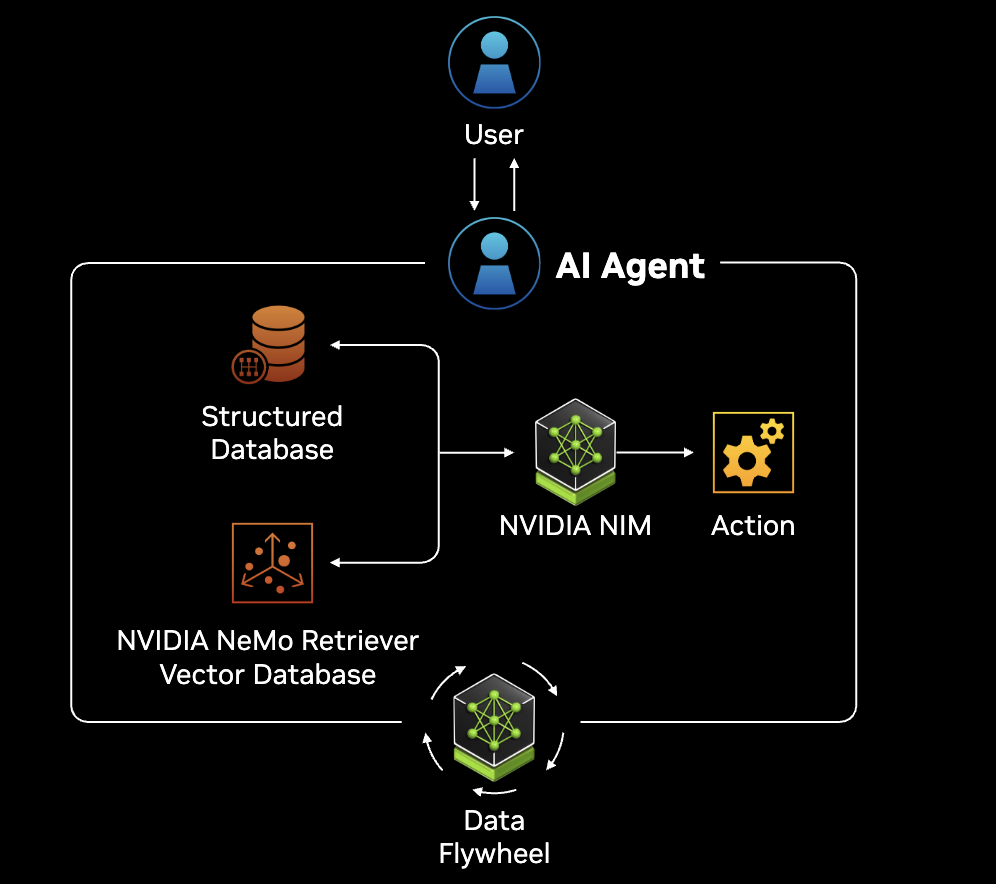 User
AI Agent
Structured
Database
NVIDIA NIM
Action
NVIDIA NeMo Retriever
Vector Database
Data
Flywheel